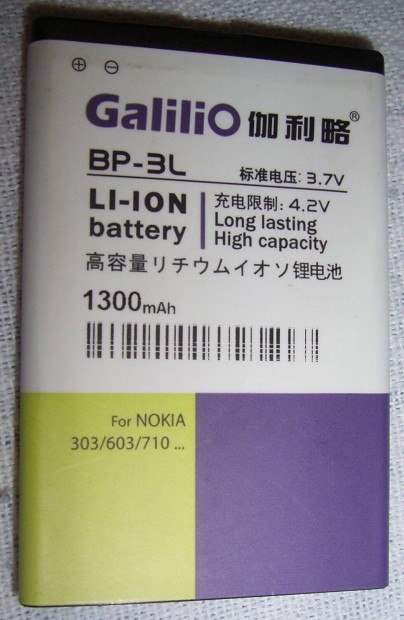 ⊕ ⊖
GaliliO 伽利略®
BP-3L
标准电压: 3.7V
LI-ION battery
充电限制: 4.2V
Long lasting
High capacity
高容量リチウムイオソ锂电池
1300mAh
For NOKIA
303/603/710 ...